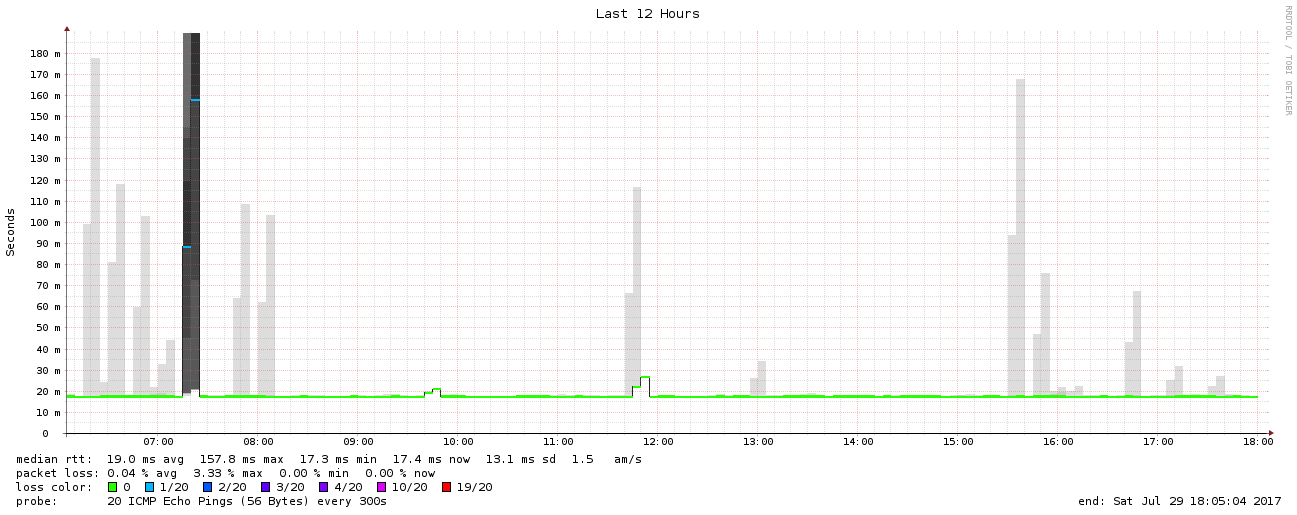 Last 12 Hours
RRDTOOL / TOBI OETIKER
Seconds
180 m
170 m
160 m
150 m
140 m
130 m
120 m
110 m
100 m
90 m
80 m
70 m
60 m
50 m
40 m
30 m
20 m
10 m
0
07:00 08:00 09:00 10:00 11:00 12:00 13:00 14:00 15:00 16:00 17:00 18:00
median rtt: 19.0 ms avg 157.8 ms max 17.3 ms min 17.4 ms now 13.1 ms sd 1.5 am/s
packet loss: 0.04 % avg 3.33 % max 0.00 % min 0.00 % now
loss color: 0 1/20 2/20 3/20 4/20 10/20 19/20
probe: 20 ICMP Echo Pings (56 Bytes) every 300s end: Sat Jul 29 18:05:04 2017